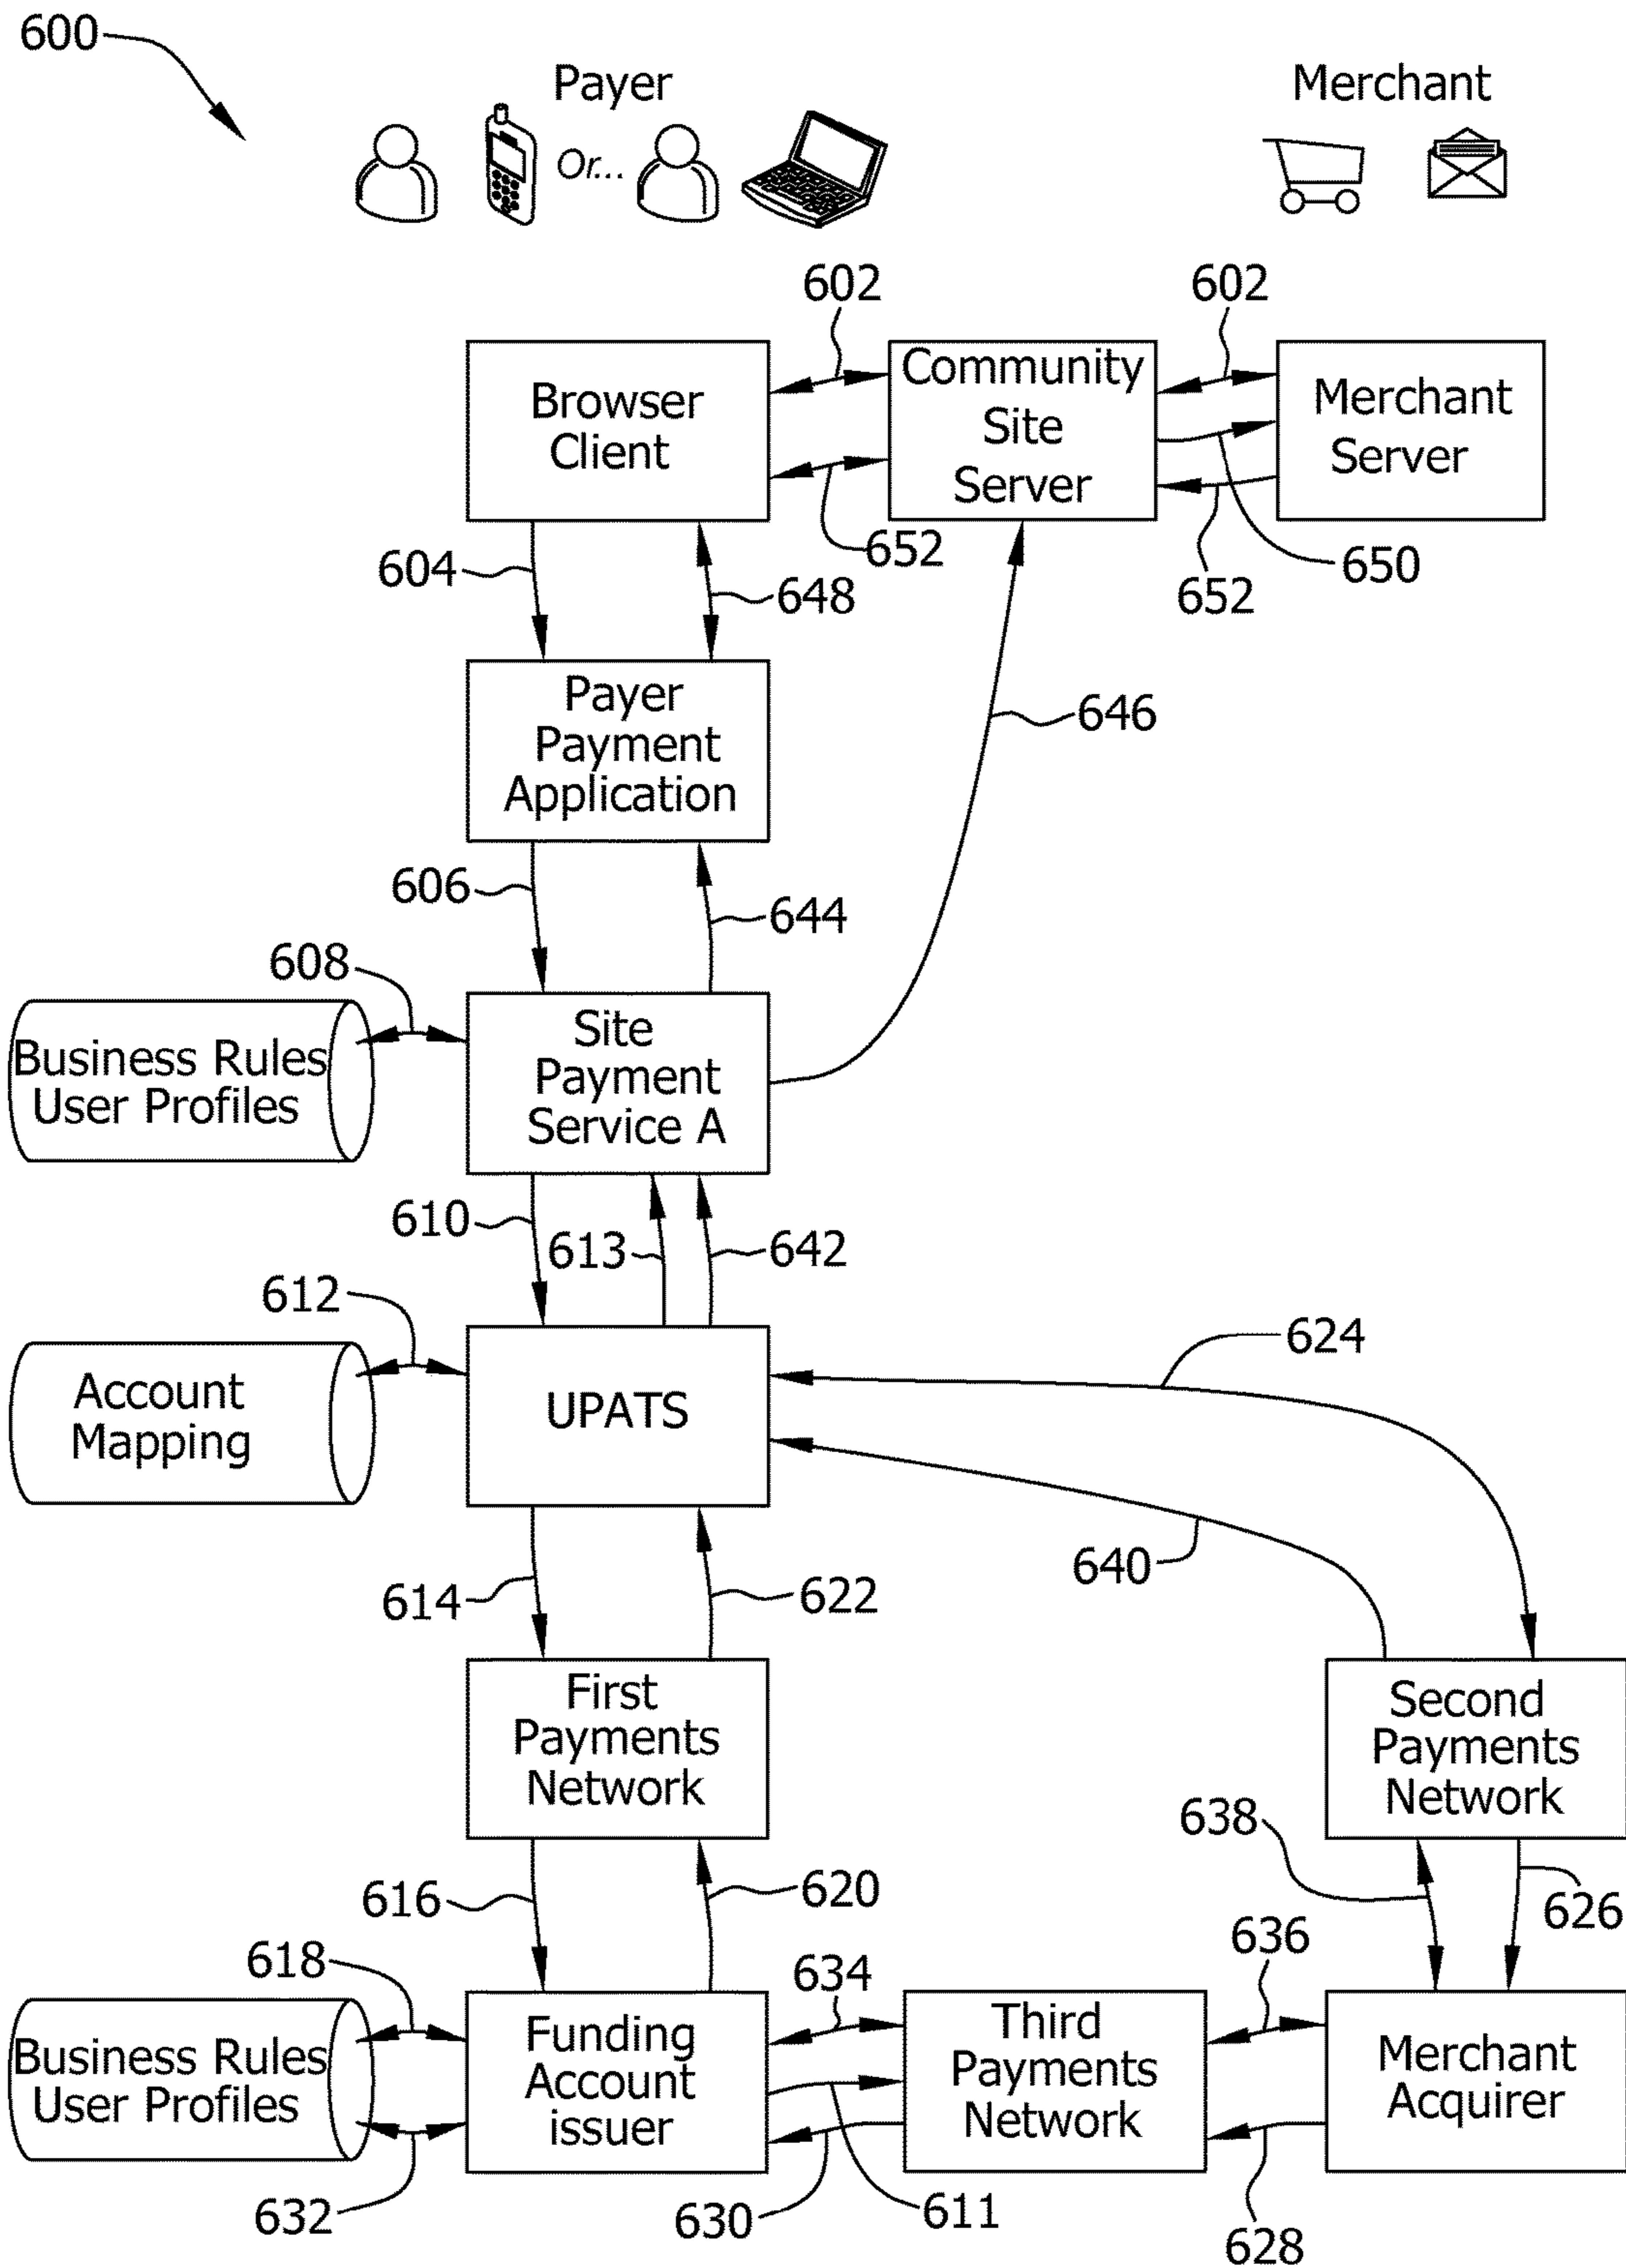 600
Payer
Merchant
Or...
602
602
Browser
Client
Community
Site
Server
Merchant
Server
604
652
650
648
652
Payer
Payment
Application
646
606
644
608
Business Rules
User Profiles
Site
Payment
Service A
610
613
642
612
624
Account
Mapping
UPATS
640
614
622
First
Payments
Network
Second
Payments
Network
638
616
620
626
636
618
634
Business Rules
User Profiles
Funding
Account
issuer
Third
Payments
Network
Merchant
Acquirer
632
630
611
628